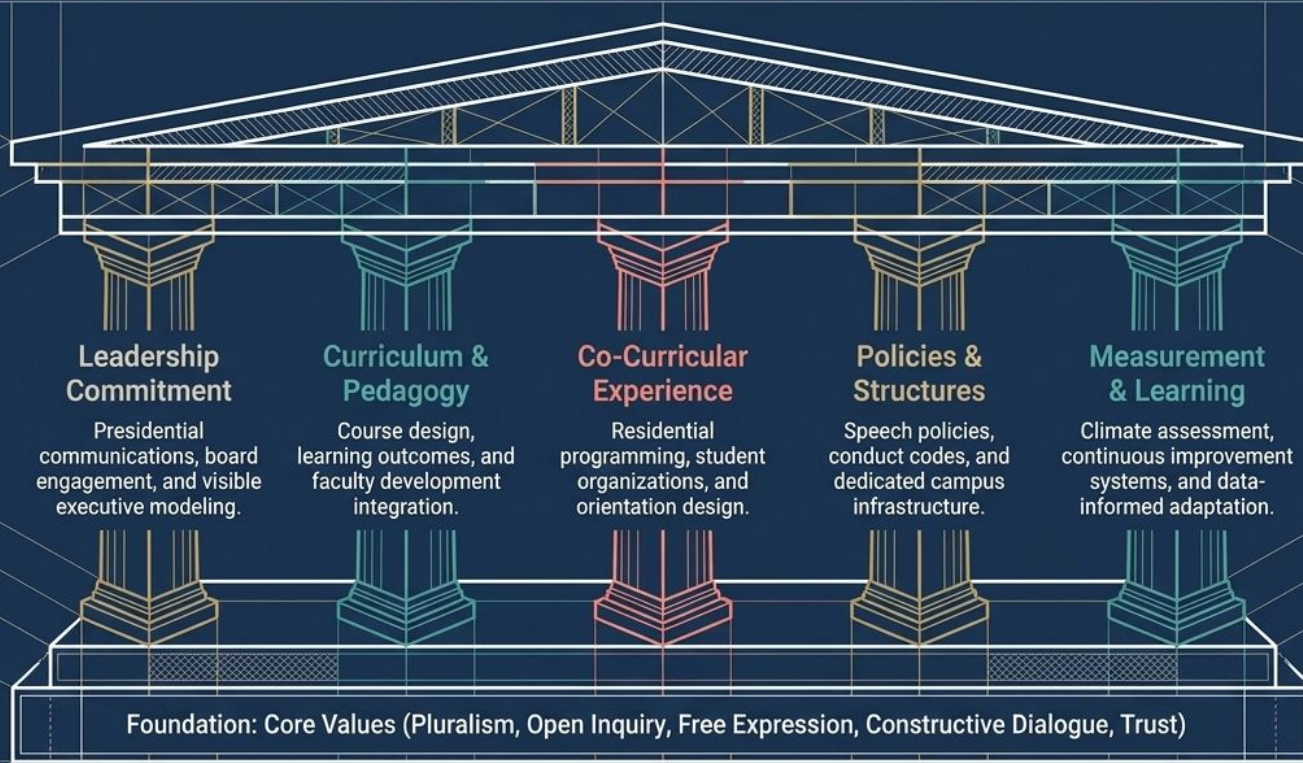 Leadership
Commitment
Presidential
communications, board
engagement, and visible
executive modeling.
Curriculum &
Pedagogy
Course design,
learning outcomes, and
faculty development
integration.
Co-Curricular
Experience
Residential
programming, student
organizations, and
orientation design.
Policies &
Structures
Speech policies,
conduct codes, and
dedicated campus
infrastructure.
Measurement
& Learning
Climate assessment,
continuous improvement
systems, and data-
informed adaptation.
Foundation: Core Values (Pluralism, Open Inquiry, Free Expression, Constructive Dialogue, Trust)